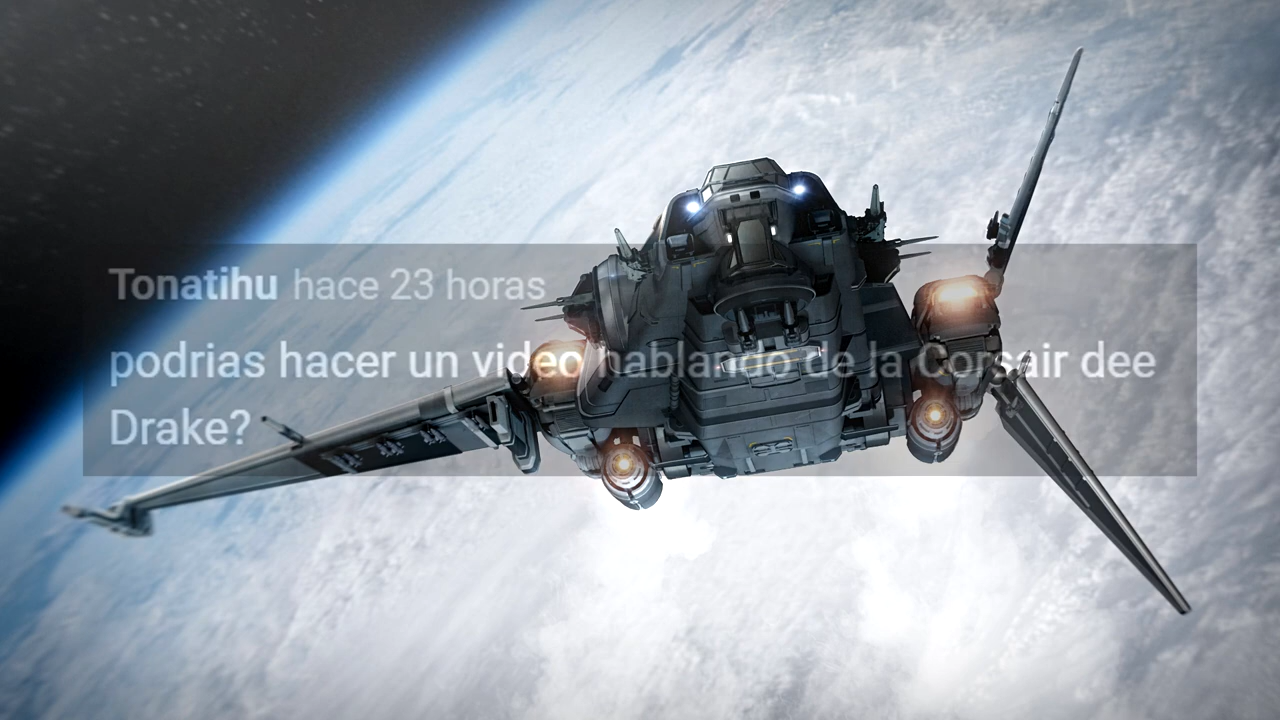 Tonatihu hace 23 horas
podrias hacer un video hablando de la Corsair dee
Drake?